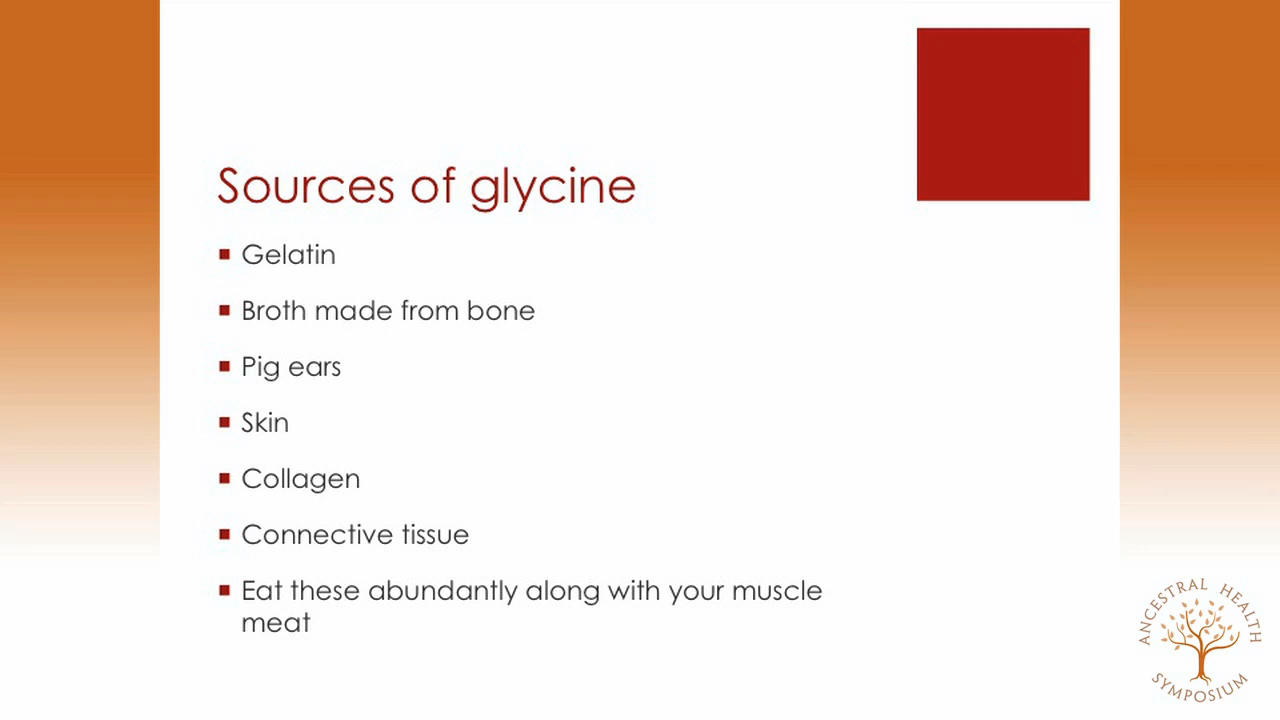 Sources of glycine
Gelatin
Broth made from bone
Pig ears
Skin
Collagen
Connective tissue
Eat these abundantly along with your muscle
meat
ANCESTRAL HEALTH
SYMPOSIUM